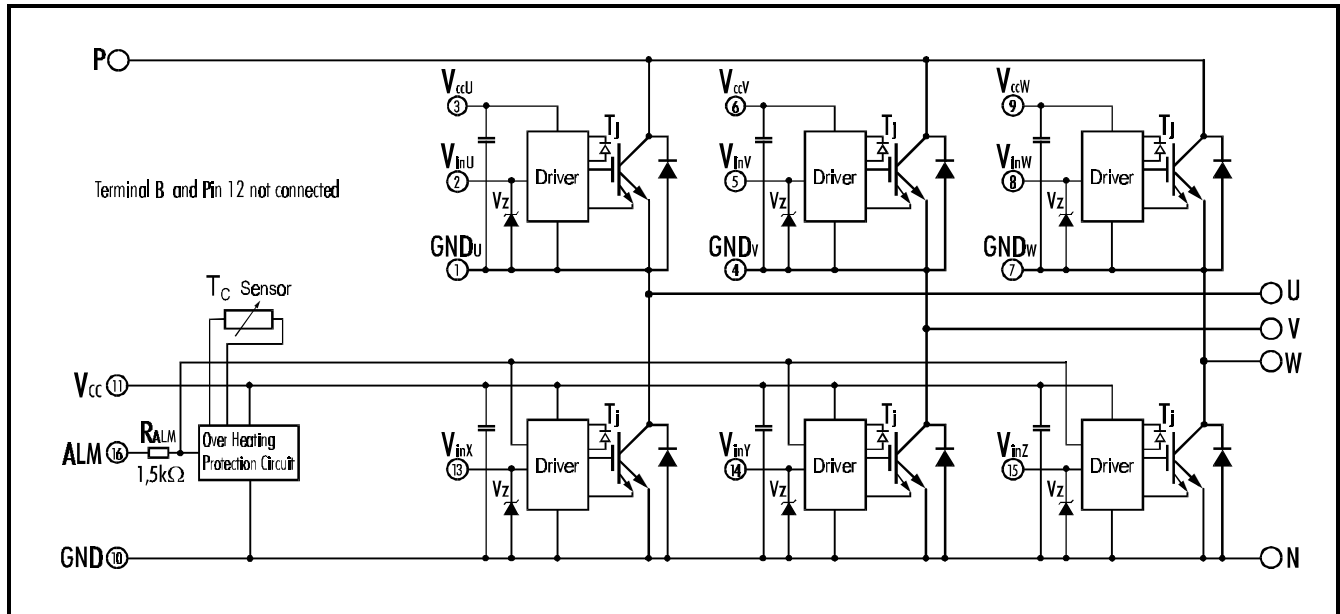 P
VccU
3
VinU
2
Vz
GNDU
1
Driver
Tj
VccV
6
VinV
5
Vz
GNDV
4
Driver
Tj
VccW
9
VinW
8
Vz
GNDW
7
Driver
Tj
Terminal B and Pin 12 not connected
TC Sensor
U
V
W
Vcc 11
RALM
ALM 16
1,5kΩ
Over Heating
Protection Circuit
VinX
13
Vz
Driver
Tj
VinY
14
Vz
Driver
Tj
VinZ
15
Vz
Driver
Tj
GND 10
N